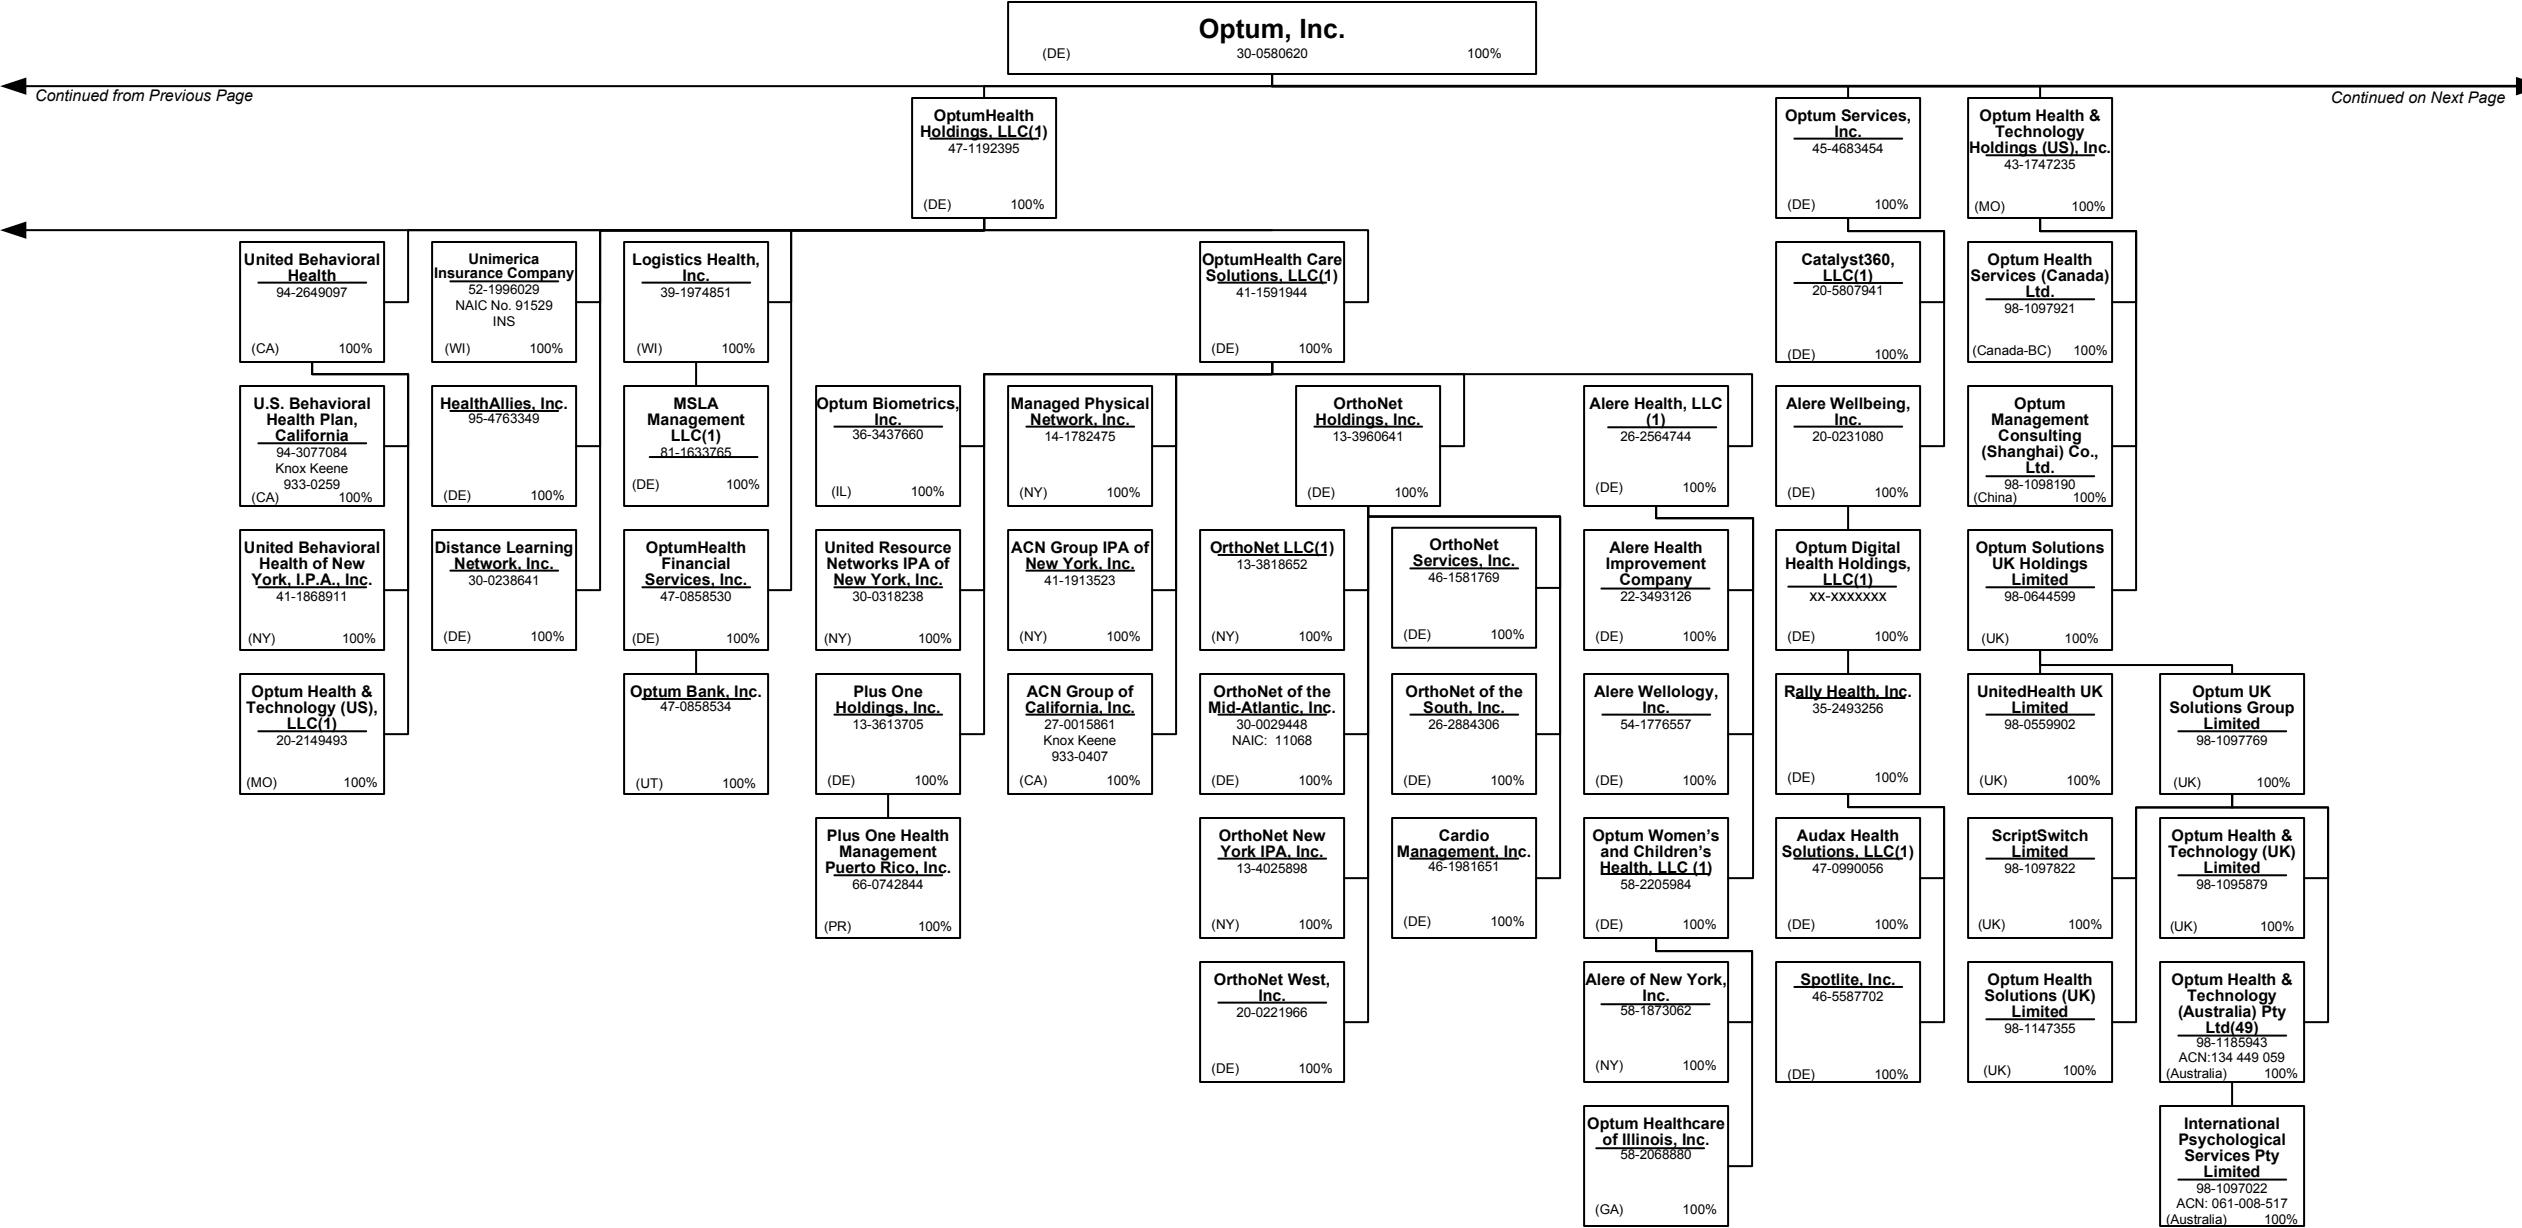 Optum, Inc.
(DE) 30-0580620 100%
Continued from Previous Page
Continued on Next Page
OptumHealth
Holdings, LLC(1)
47-1192395
(DE) 100%
Optum Services,
Inc.
45-4683454
(DE) 100%
Optum Health &
Technology
Holdings (US), Inc.
43-1747235
(MO) 100%
United Behavioral
Health
94-2649097
(CA) 100%
Unimerica
Insurance Company
52-1996029
NAIC No. 91529
INS
(WI) 100%
Logistics Health,
Inc.
39-1974851
(WI) 100%
OptumHealth Care
Solutions, LLC(1)
41-1591944
(DE) 100%
Catalyst360,
LLC(1)
20-5807941
(DE) 100%
Optum Health
Services (Canada)
Ltd.
98-1097921
(Canada-BC) 100%
U.S. Behavioral
Health Plan,
California
94-3077084
Knox Keene
933-0259
(CA) 100%
HealthAllies, Inc.
95-4763349
(DE) 100%
MSLA
Management
LLC(1)
81-1633765
(DE) 100%
Optum Biometrics,
Inc.
36-3437660
(IL) 100%
Managed Physical
Network, Inc.
14-1782475
(NY) 100%
OrthoNet
Holdings, Inc.
13-3960641
(DE) 100%
Alere Health, LLC
(1)
26-2564744
(DE) 100%
Alere Wellbeing,
Inc.
20-0231080
(DE) 100%
Optum
Management
Consulting
(Shanghai) Co.,
Ltd.
98-1098190
(China) 100%
United Behavioral
Health of New
York, I.P.A., Inc.
41-1868911
(NY) 100%
Distance Learning
Network, Inc.
30-0238641
(DE) 100%
OptumHealth
Financial
Services, Inc.
47-0858530
(DE) 100%
United Resource
Networks IPA of
New York, Inc.
30-0318238
(NY) 100%
ACN Group IPA of
New York, Inc.
41-1913523
(NY) 100%
OrthoNet LLC(1)
13-3818652
(NY) 100%
OrthoNet
Services, Inc.
46-1581769
(DE) 100%
Alere Health
Improvement
Company
22-3493126
(DE) 100%
Optum Digital
Health Holdings,
LLC(1)
xx-xxxxxxx
(DE) 100%
Optum Solutions
UK Holdings
Limited
98-0644599
(UK) 100%
Optum Health &
Technology (US),
LLC(1)
20-2149493
(MO) 100%
Optum Bank, Inc.
47-0858534
(UT) 100%
Plus One
Holdings, Inc.
13-3613705
(DE) 100%
ACN Group of
California, Inc.
27-0015861
Knox Keene
933-0407
(CA) 100%
OrthoNet of the
Mid-Atlantic, Inc.
30-0029448
NAIC: 11068
(DE) 100%
OrthoNet of the
South, Inc.
26-2884306
(DE) 100%
Alere Wellology,
Inc.
54-1776557
(DE) 100%
Rally Health, Inc.
35-2493256
(DE) 100%
UnitedHealth UK
Limited
98-0559902
(UK) 100%
Optum UK
Solutions Group
Limited
98-1097769
(UK) 100%
Plus One Health
Management
Puerto Rico, Inc.
66-0742844
(PR) 100%
OrthoNet New
York IPA, Inc.
13-4025898
(NY) 100%
Cardio
Management, Inc.
46-1981651
(DE) 100%
Optum Women's
and Children's
Health, LLC (1)
58-2205984
(DE) 100%
Audax Health
Solutions, LLC(1)
47-0990056
(DE) 100%
ScriptSwitch
Limited
98-1097822
(UK) 100%
Optum Health &
Technology (UK)
Limited
98-1095879
(UK) 100%
OrthoNet West,
Inc.
20-0221966
(DE) 100%
Alere of New York,
Inc.
58-1873062
(NY) 100%
Spotlite, Inc.
46-5587702
(DE) 100%
Optum Health
Solutions (UK)
Limited
98-1147355
(UK) 100%
Optum Health &
Technology
(Australia) Pty
Ltd(49)
98-1185943
ACN:134 449 059
(Australia) 100%
Optum Healthcare
of Illinois, Inc.
58-2068880
(GA) 100%
International
Psychological
Services Pty
Limited
98-1097022
ACN: 061-008-517
(Australia) 100%